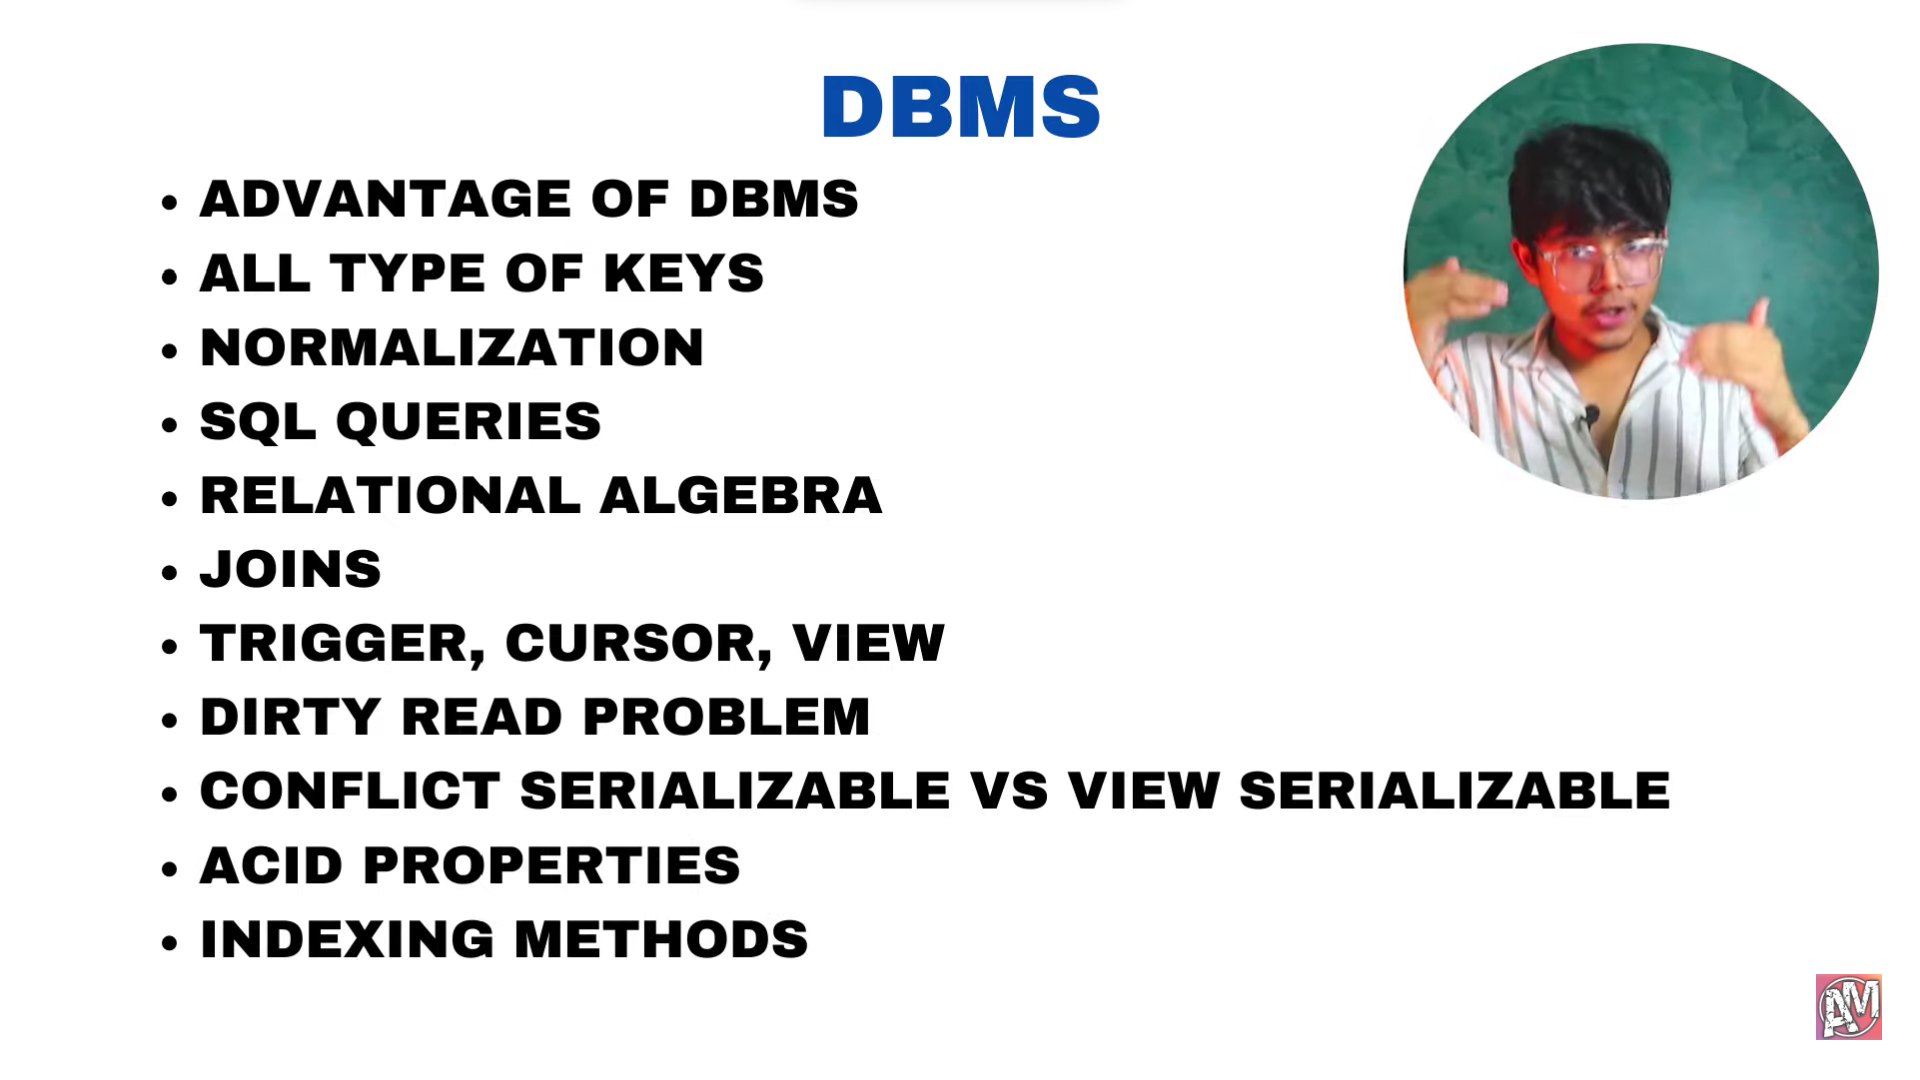 DBMS
• ADVANTAGE OF DBMS
• ALL TYPE OF KEYS
• NORMALIZATION
• SQL QUERIES
• RELATIONAL ALGEBRA
• JOINS
• TRIGGER, CURSOR, VIEW
• DIRTY READ PROBLEM
• CONFLICT SERIALIZABLE VS VIEW SERIALIZABLE
• ACID PROPERTIES
• INDEXING METHODS
AM